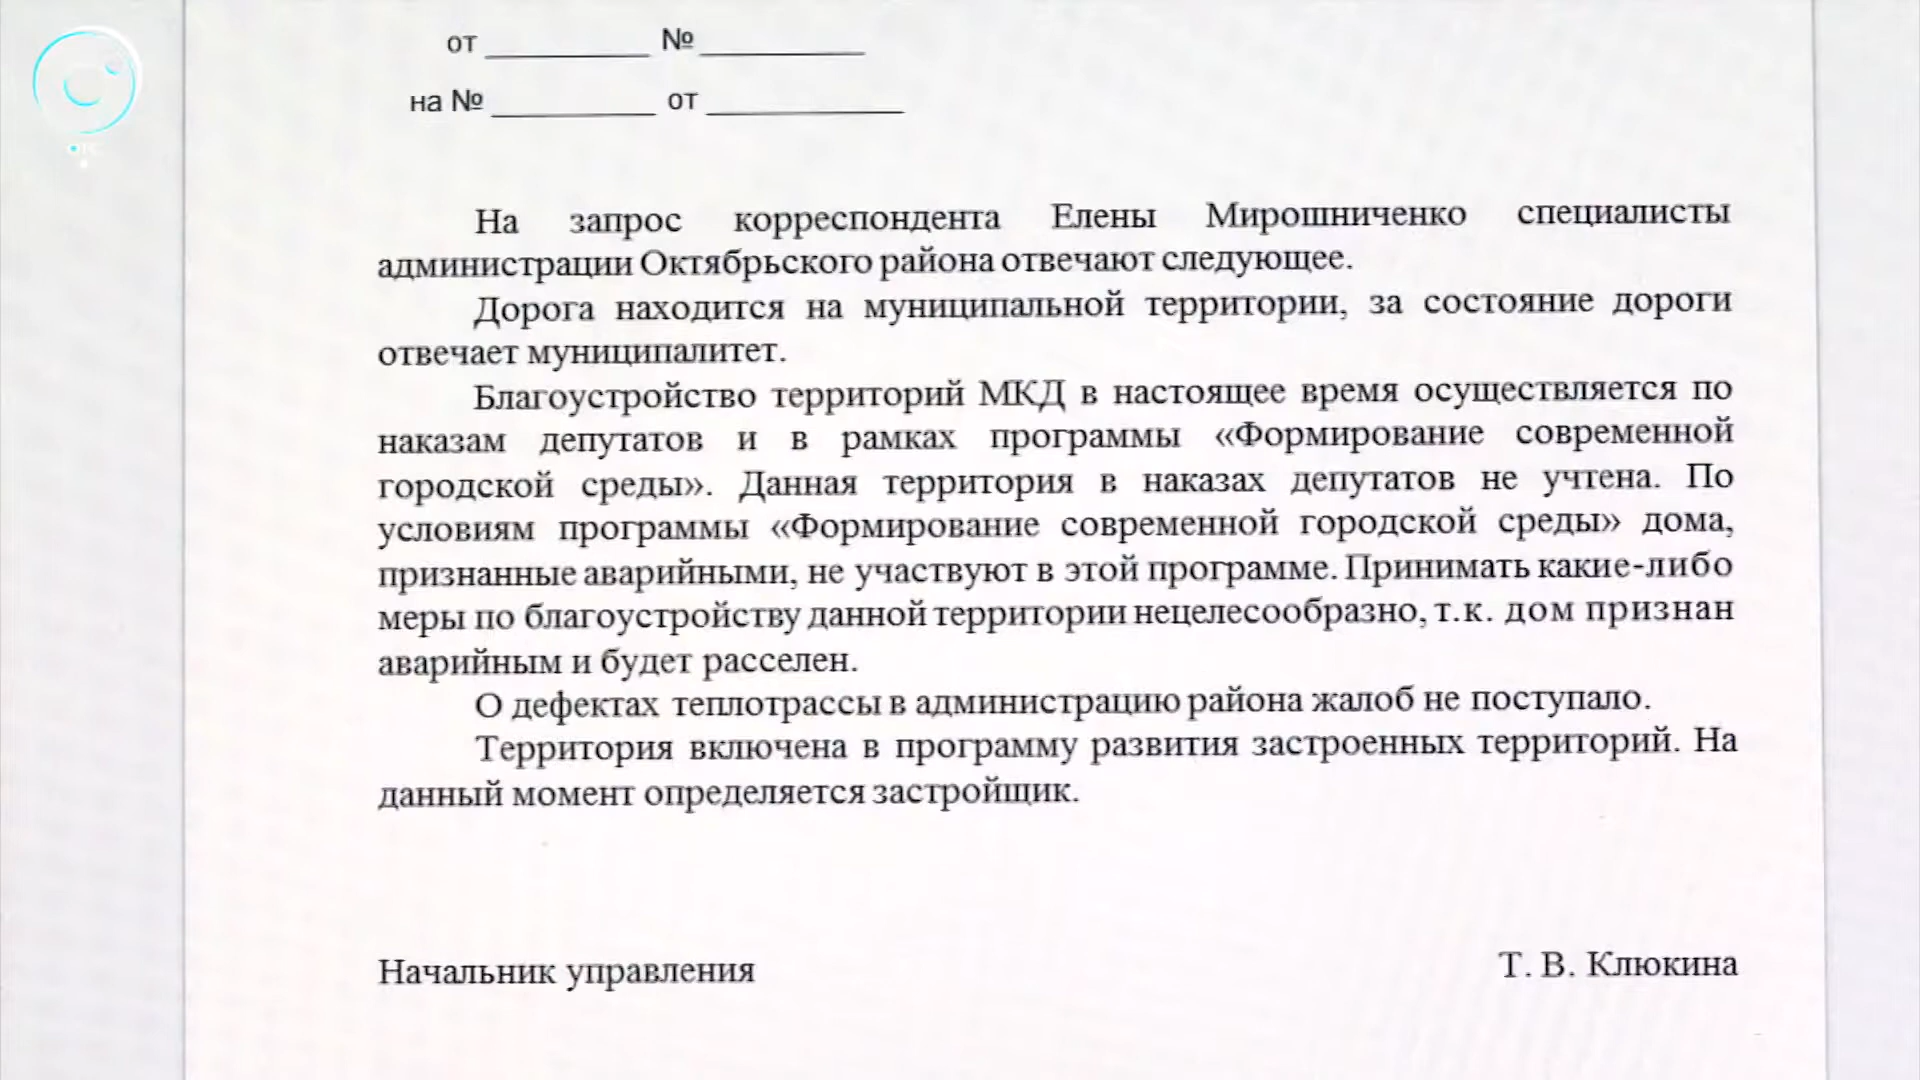 от ___________ № ___________
на № ___________ от _____________
На запрос корреспондента Елены Мирошниченко специалисты
администрации Октябрьского района отвечают следующее.
Дорога находится на муниципальной территории, за состояние дороги
отвечает муниципалитет.
Благоустройство территорий МКД в настоящее время осуществляется по
наказам депутатов и в рамках программы «Формирование современной
городской среды». Данная территория в наказах депутатов не учтена. По
условиям программы «Формирование современной городской среды» дома,
признанные аварийными, не участвуют в этой программе. Принимать какие-либо
меры по благоустройству данной территории нецелесообразно, т.к. дом признан
аварийным и будет расселен.
О дефектах теплотрассы в администрацию района жалоб не поступало.
Территория включена в программу развития застроенных территорий. На
данный момент определяется застройщик.
Начальник управления Т. В. Клюкина